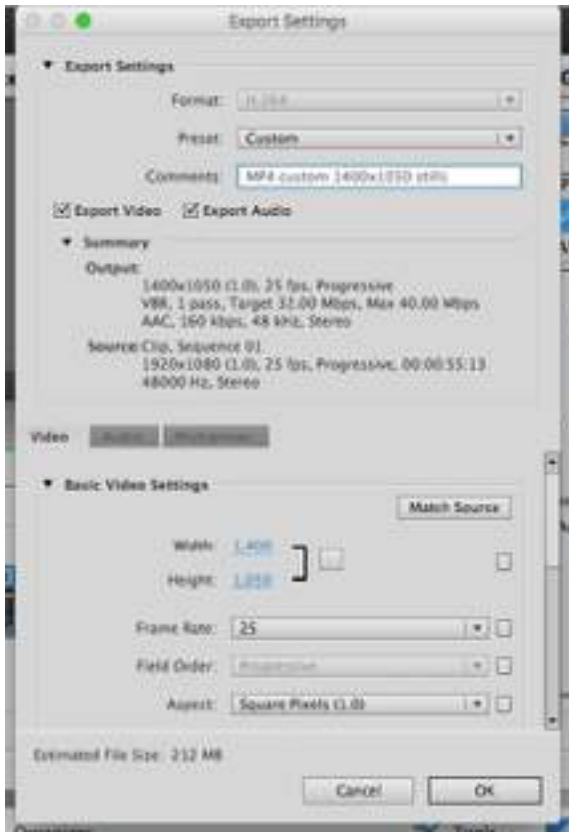 Export Settings
Export Settings
Format: H.264
Preset: Custom
Comments: MP4 custom 1400x1050 stills
Export Video Export Audio
Summary
Output:
1400x1050 (1.0), 25 fps, Progressive
VBR, 1 pass, Target 32.00 Mbps, Max 40.00 Mbps
AAC, 160 kbps, 48 kHz, Stereo
Source: Clip, Sequence 01
1920x1080 (1.0), 25 fps, Progressive, 00:00:55:13
48000 Hz, Stereo
Video Audio
Basic Video Settings
Match Source
Width: 1,400
Height: 1,050
Frame Rate: 25
Field Order: Progressive
Aspect: Square Pixels (1.0)
Estimated File Size: 212 MB
Cancel OK